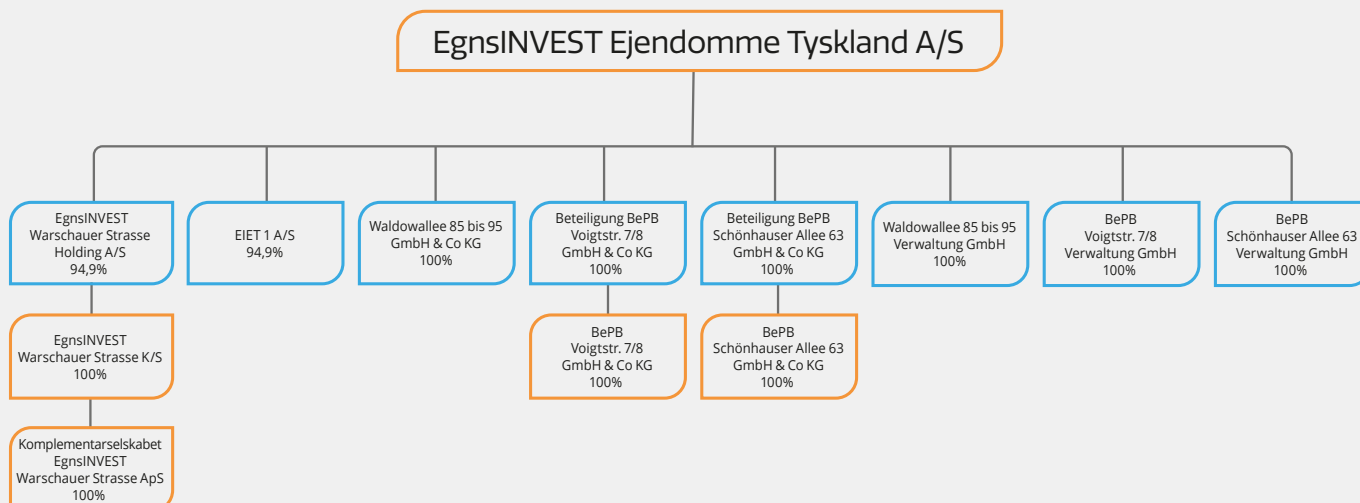 EgnsINVEST Ejendomme Tyskland A/S
EgnsINVEST
Warschauer Strasse
Holding A/S
94,9%
EIET 1 A/S
94,9%
Waldowallee 85 bis 95
GmbH & Co KG
100%
Beteiligung BePB
Voigtstr. 7/8
GmbH & Co KG
100%
Beteiligung BePB
Schönhauser Allee 63
GmbH & Co KG
100%
Waldowallee 85 bis 95
Verwaltung GmbH
100%
BePB
Voigtstr. 7/8
Verwaltung GmbH
100%
BePB
Schönhauser Allee 63
Verwaltung GmbH
100%
EgnsINVEST
Warschauer Strasse K/S
100%
BePB
Voigtstr. 7/8
GmbH & Co KG
100%
BePB
Schönhauser Allee 63
GmbH & Co KG
100%
Komplementarselskabet
EgnsINVEST
Warschauer Strasse ApS
100%